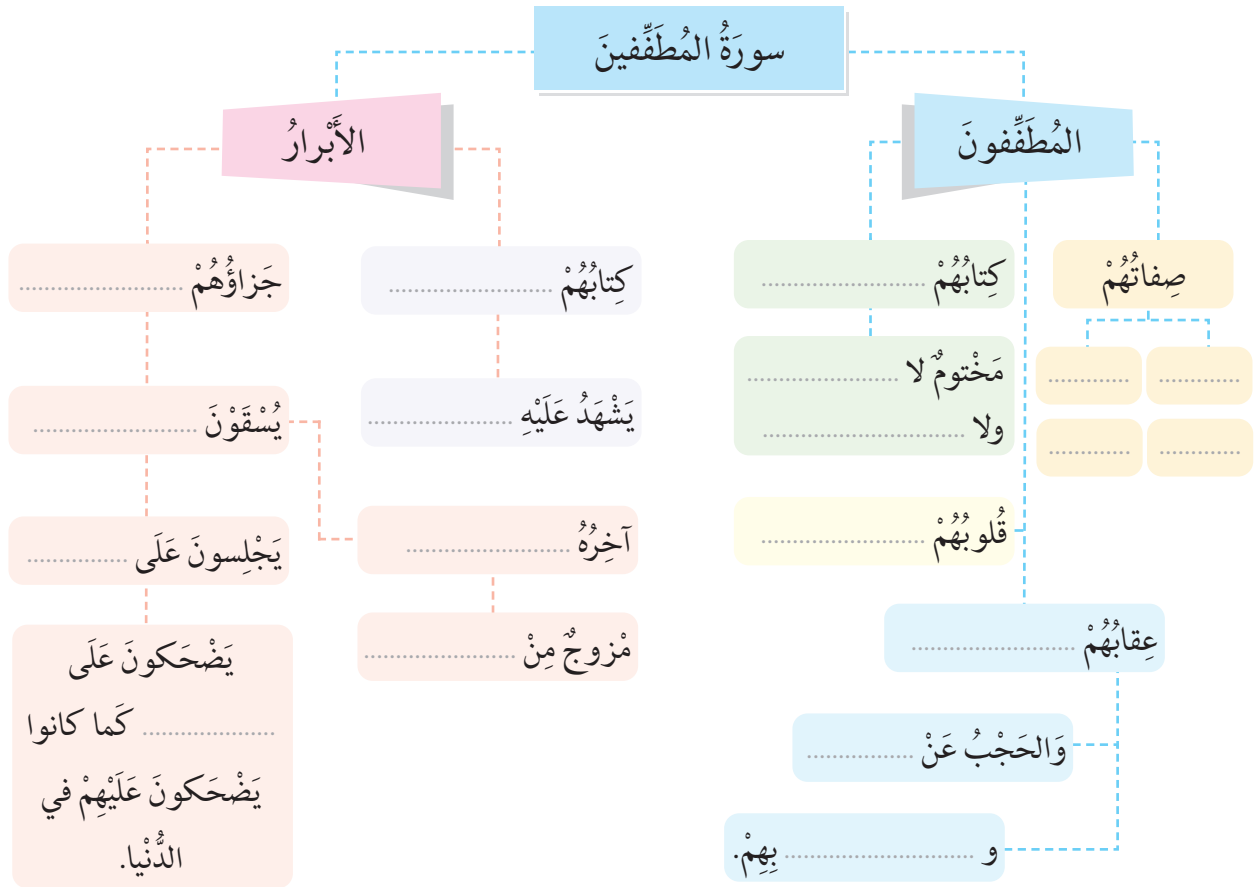 سورَةُ المُطَفِّفينَ
المُطَفِّفونَ
صِفاتُهُمْ
.............
.............
.............
.............
كِتابُهُمْ ..........................
مَخْتومٌ لا ........................
ولا ................................
قُلوبُهُمْ ..........................
عِقابُهُمْ ..........................
وَالحَجْبُ عَنْ .................
و .............................. بِهِمْ.
الأَبْرارُ
كِتابُهُمْ ..........................
يَشْهَدُ عَلَيْهِ .......................
جَزاؤُهُمْ ..........................
يُسْقَوْنَ ..........................
آخِرُهُ ..........................
مْزوجٌ مِنْ ........................
يَجْلِسونَ عَلَى ................
يَضْحَكونَ عَلَى
..................... كَما كانوا
يَضْحَكونَ عَلَيْهِمْ في
الدُّنْيا.